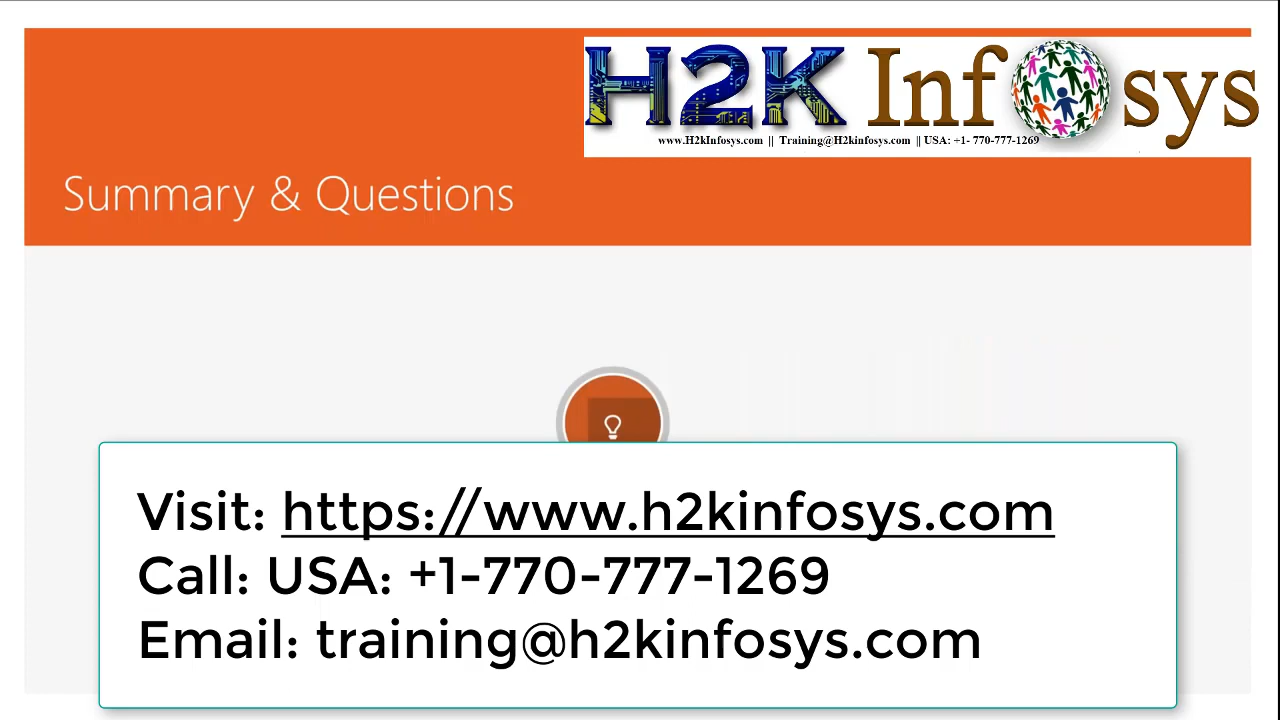 H2K Infosys
www.H2kInfosys.com || Training@H2kinfosys.com || USA: +1- 770-777-1269
Summary & Questions
Visit: https://www.h2kinfosys.com
Call: USA: +1-770-777-1269
Email: training@h2kinfosys.com